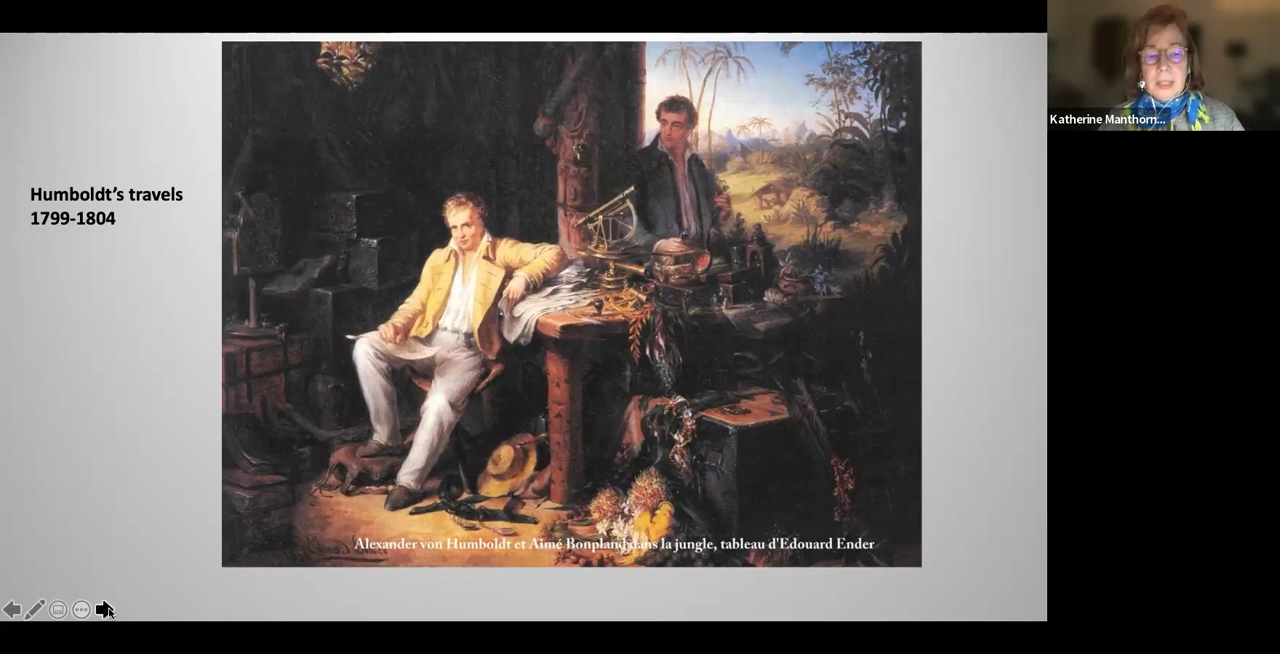 Humboldt’s travels
1799-1804
Alexander von Humboldt et Aimé Bonpland dans la jungle, tableau d'Edouard Ender
Katherine Manthorn...